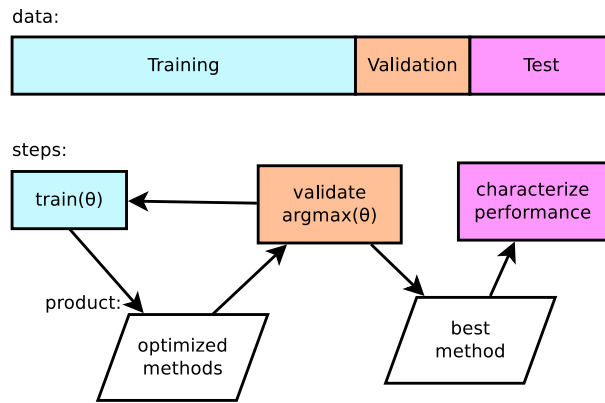 data:
Training
Validation
Test
steps:
train(θ)
validate
argmax(θ)
characterize
performance
product:
optimized
methods
best
method